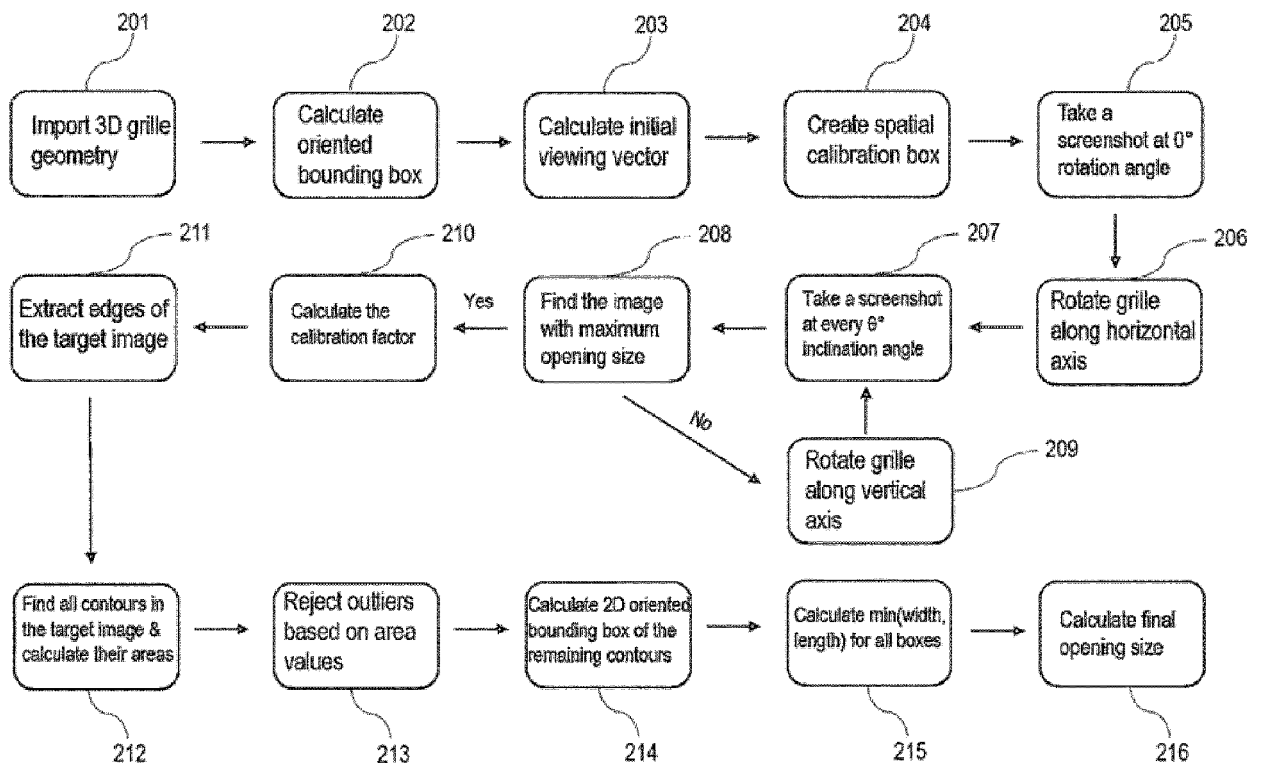 201
202
203
204
205
Import 3D grille
geometry
Calculate
oriented
bounding box
Calculate initial
viewing vector
Create spatial
calibration box
Take a
screenshot at 0°
rotation angle
211
210
208
207
206
Extract edges of
the target image
Calculate the
calibration factor
Yes
Find the image
with maximum
opening size
Take a screenshot
at every θ°
inclination angle
Rotate grille
along horizontal
axis
No
Rotate grille
along vertical
axis
209
Find all contours in
the target image &
calculate their areas
Reject outliers
based on area
values
Calculate 2D oriented
bounding box of the
remaining contours
Calculate min(width,
length) for all boxes
Calculate final
opening size
212
213
214
215
216